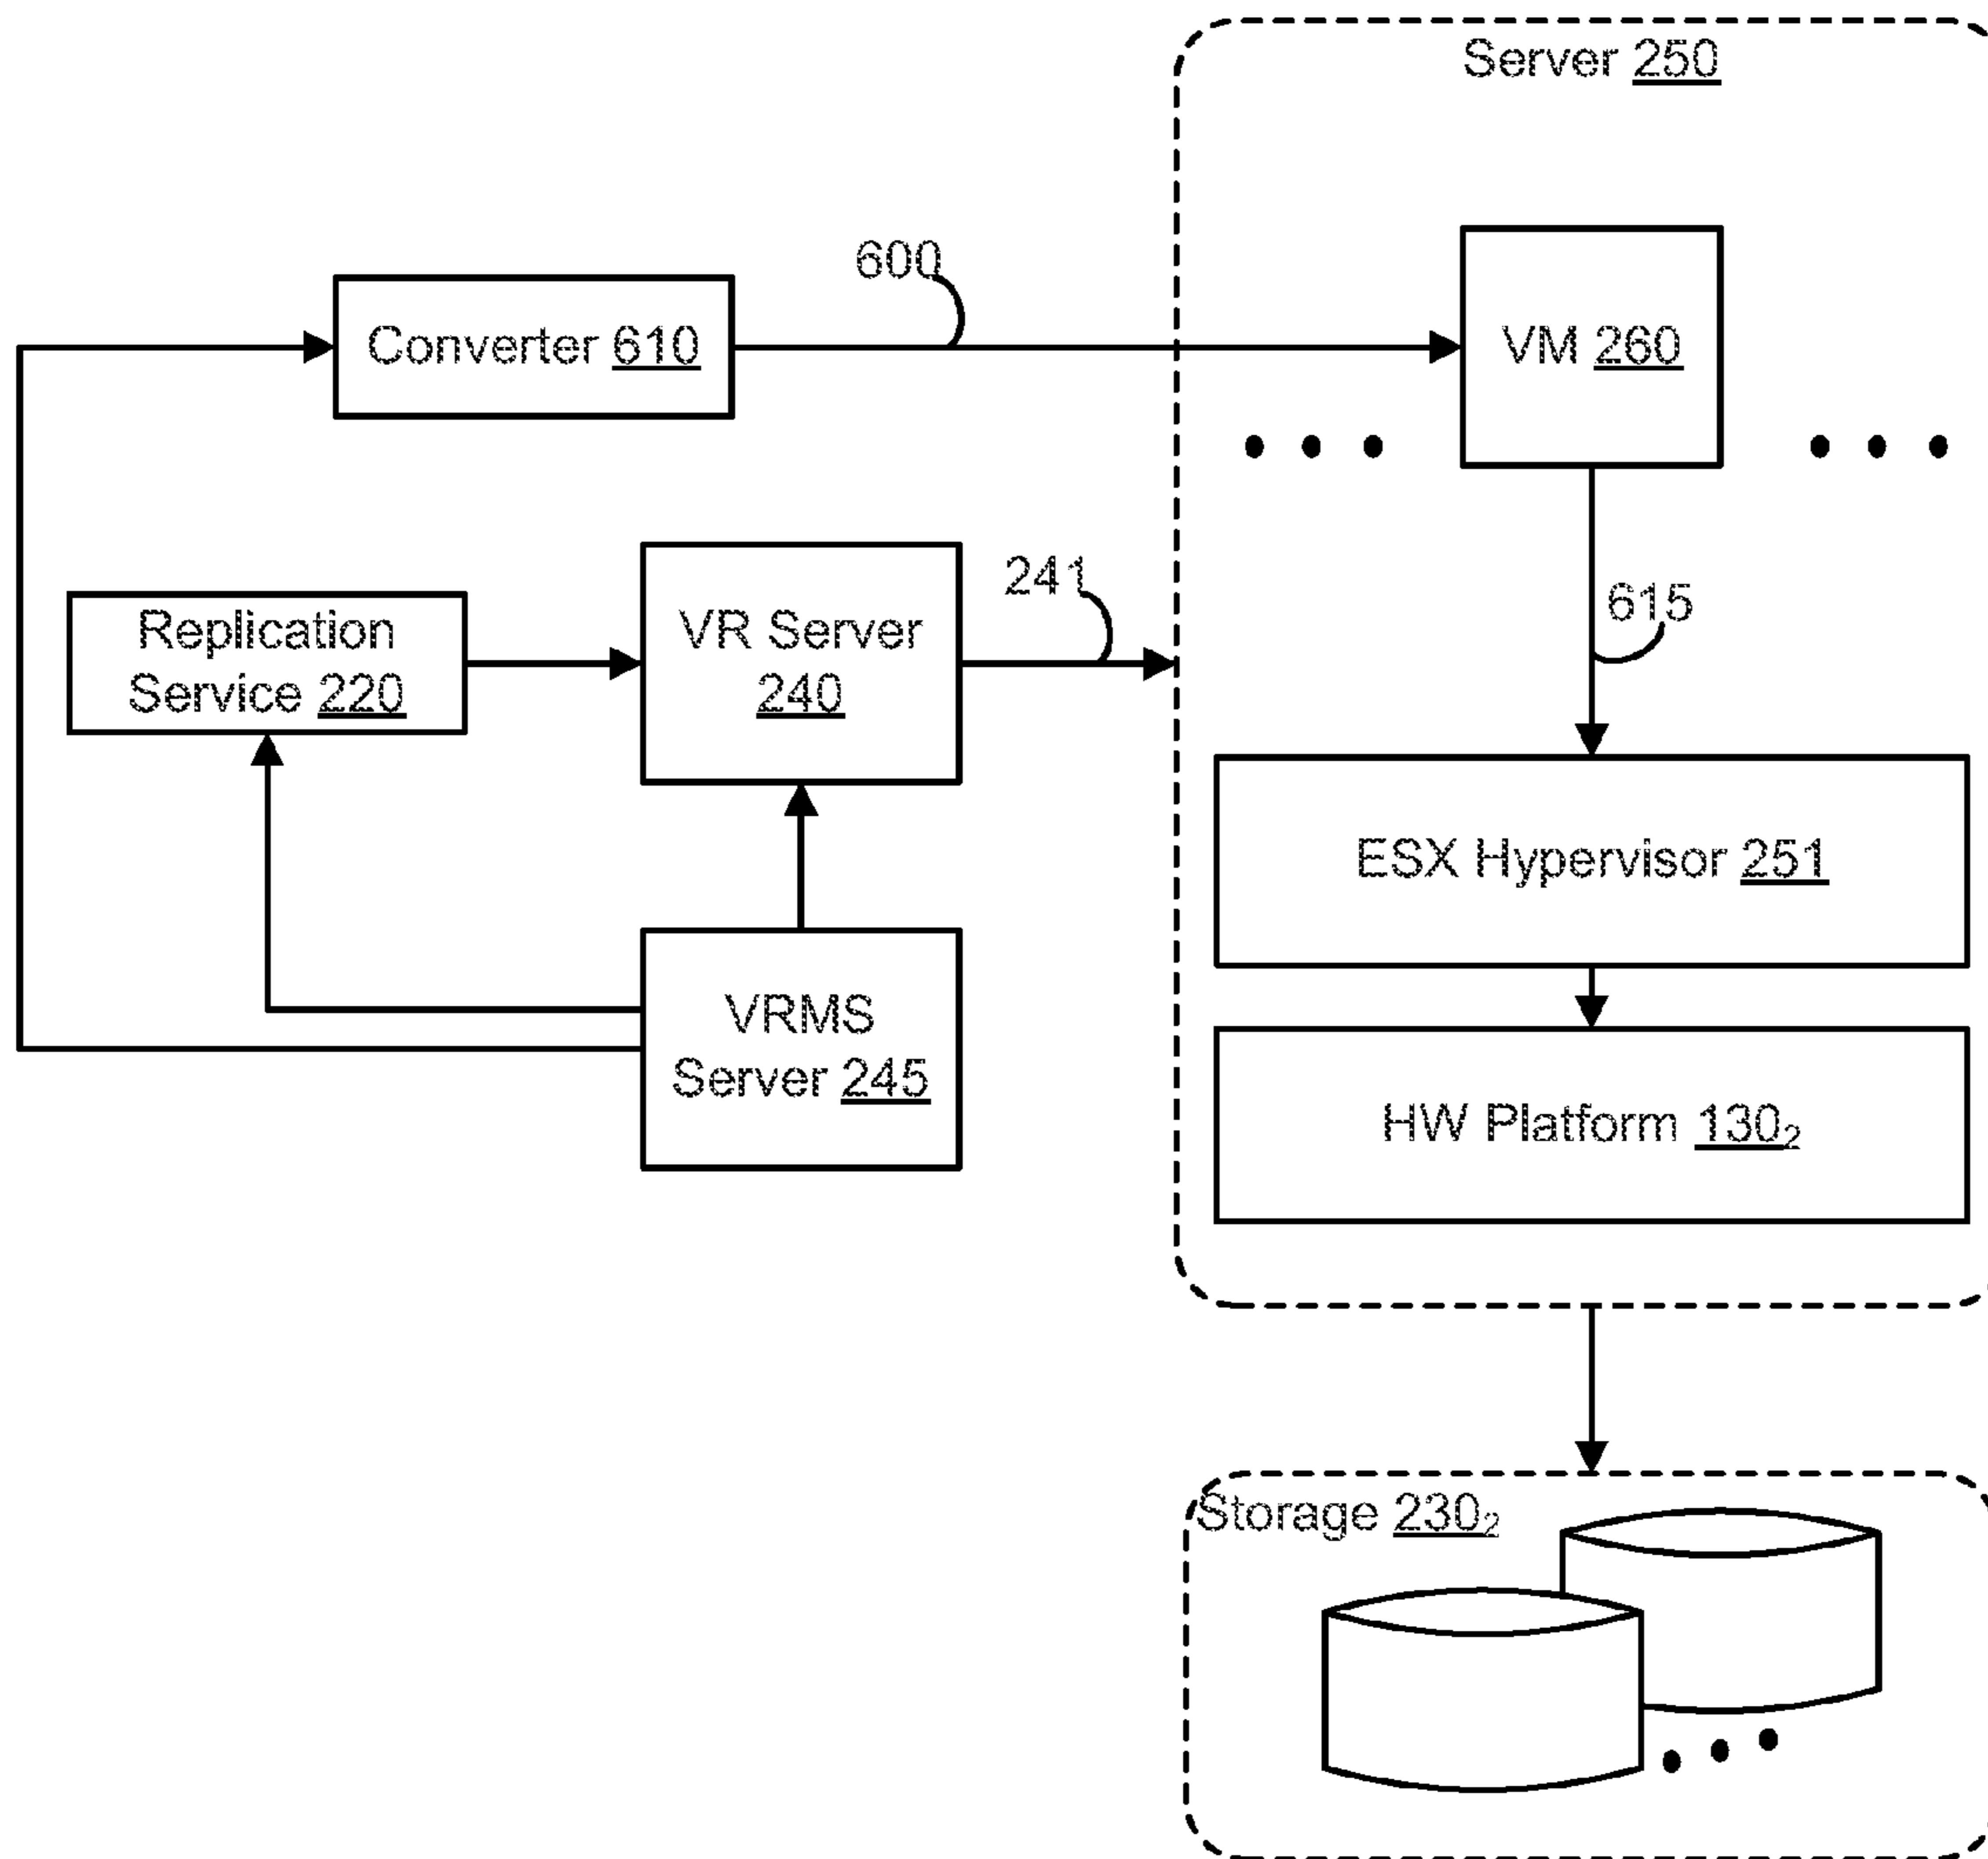 Server 250
600
Converter 610
VM 260
241
Replication
Service 220
VR Server
240
615
ESX Hypervisor 251
VRMS
Server 245
HW Platform 130₂
Storage 230₂